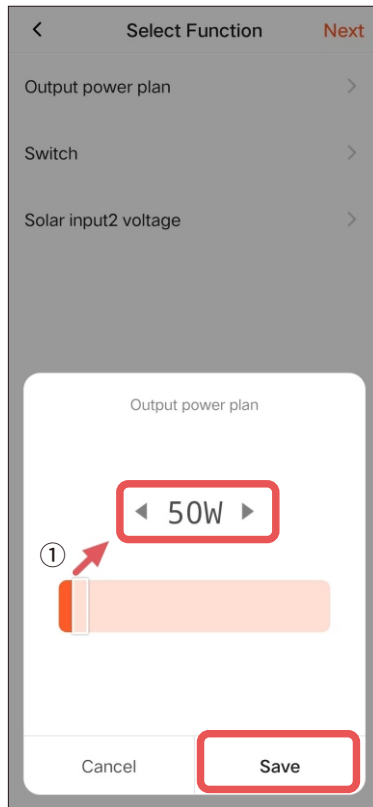 Select Function Next
Output power plan
Switch
Solar input2 voltage
Output power plan
50W
①
Cancel Save